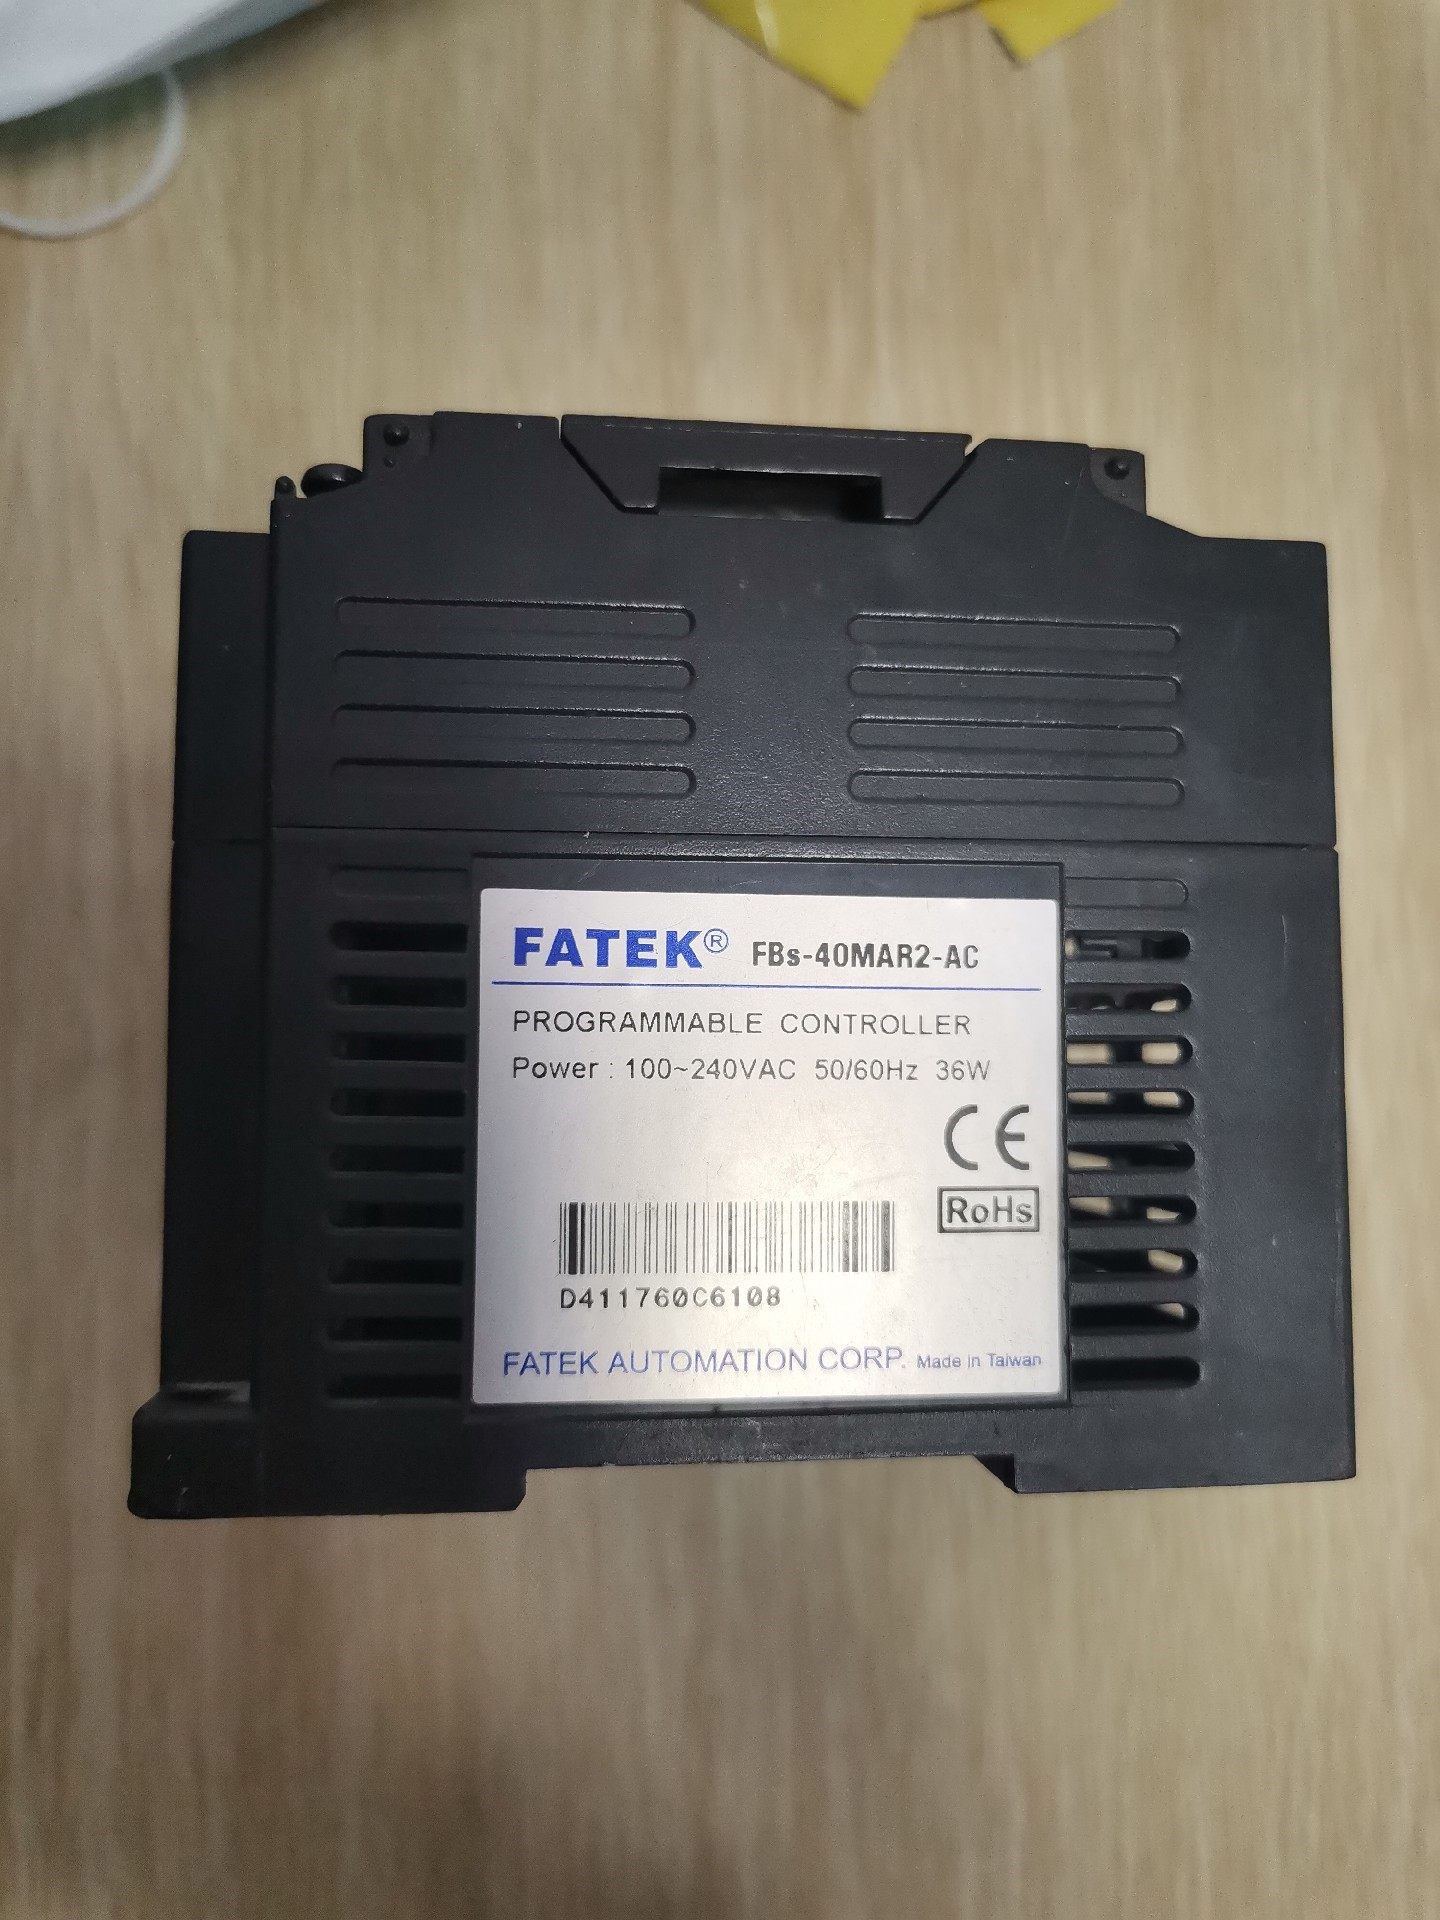 FATEK® FBs-40MAR2-AC
PROGRAMMABLE CONTROLLER
Power : 100~240VAC 50/60Hz 36W
CE
RoHs
D411760C6108
FATEK AUTOMATION CORP. Made in Taiwan